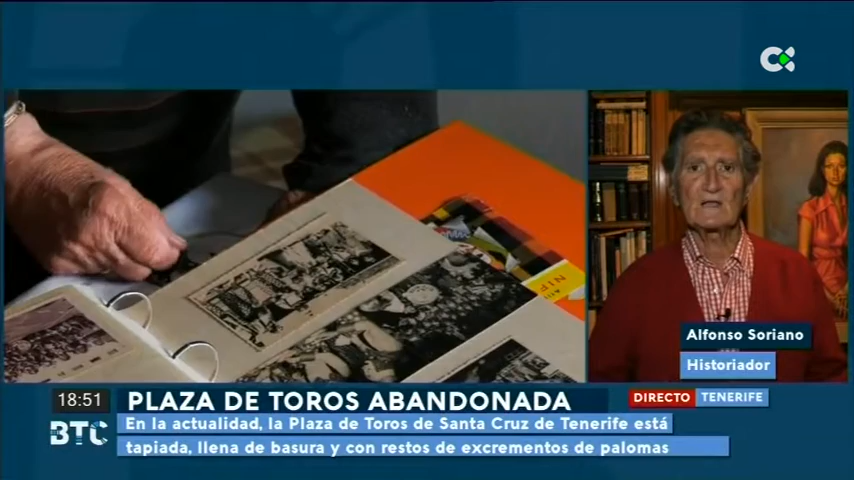 Alfonso Soriano
Historiador
18:51
PLAZA DE TOROS ABANDONADA
DIRECTO TENERIFE
BTC
En la actualidad, la Plaza de Toros de Santa Cruz de Tenerife está
tapiada, llena de basura y con restos de excrementos de palomas